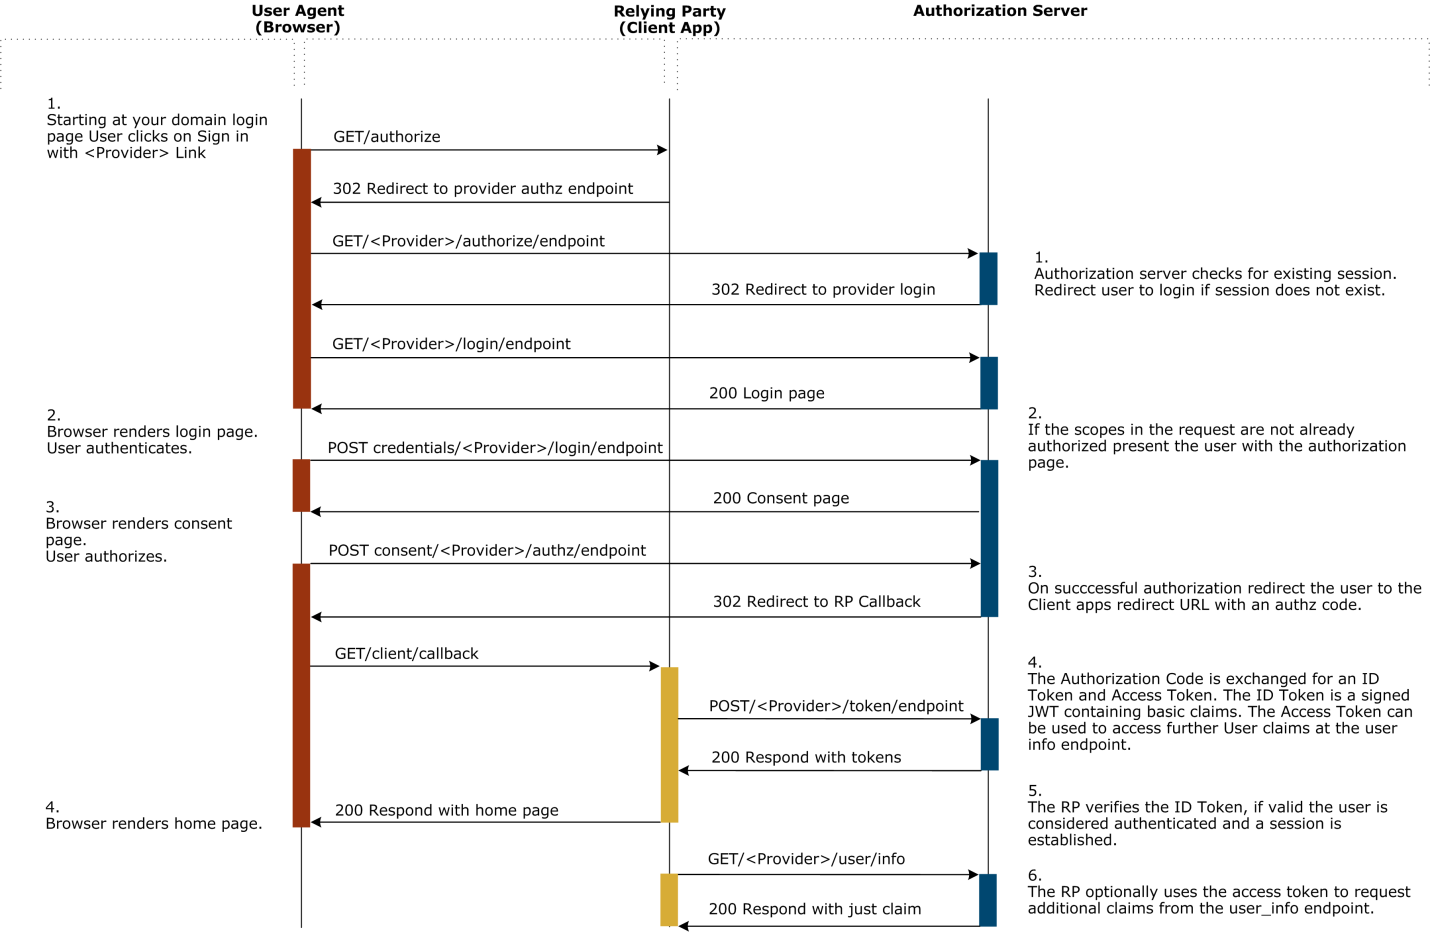 User Agent
(Browser)
Relying Party
(Client App)
Authorization Server
1.
Starting at your domain login
page User clicks on Sign in
with <Provider> Link
GET/authorize
302 Redirect to provider authz endpoint
GET/<Provider>/authorize/endpoint
1.
Authorization server checks for existing session.
Redirect user to login if session does not exist.
302 Redirect to provider login
GET/<Provider>/login/endpoint
200 Login page
2.
Browser renders login page.
User authenticates.
2.
If the scopes in the request are not already
authorized present the user with the authorization
page.
POST credentials/<Provider>/login/endpoint
200 Consent page
3.
Browser renders consent
page.
User authorizes.
POST consent/<Provider>/authz/endpoint
3.
On succcessful authorization redirect the user to the
Client apps redirect URL with an authz code.
302 Redirect to RP Callback
GET/client/callback
4.
The Authorization Code is exchanged for an ID
Token and Access Token. The ID Token is a signed
JWT containing basic claims. The Access Token can
be used to access further User claims at the user
info endpoint.
POST/<Provider>/token/endpoint
200 Respond with tokens
4.
Browser renders home page.
200 Respond with home page
5.
The RP verifies the ID Token, if valid the user is
considered authenticated and a session is
established.
GET/<Provider>/user/info
6.
The RP optionally uses the access token to request
additional claims from the user_info endpoint.
200 Respond with just claim